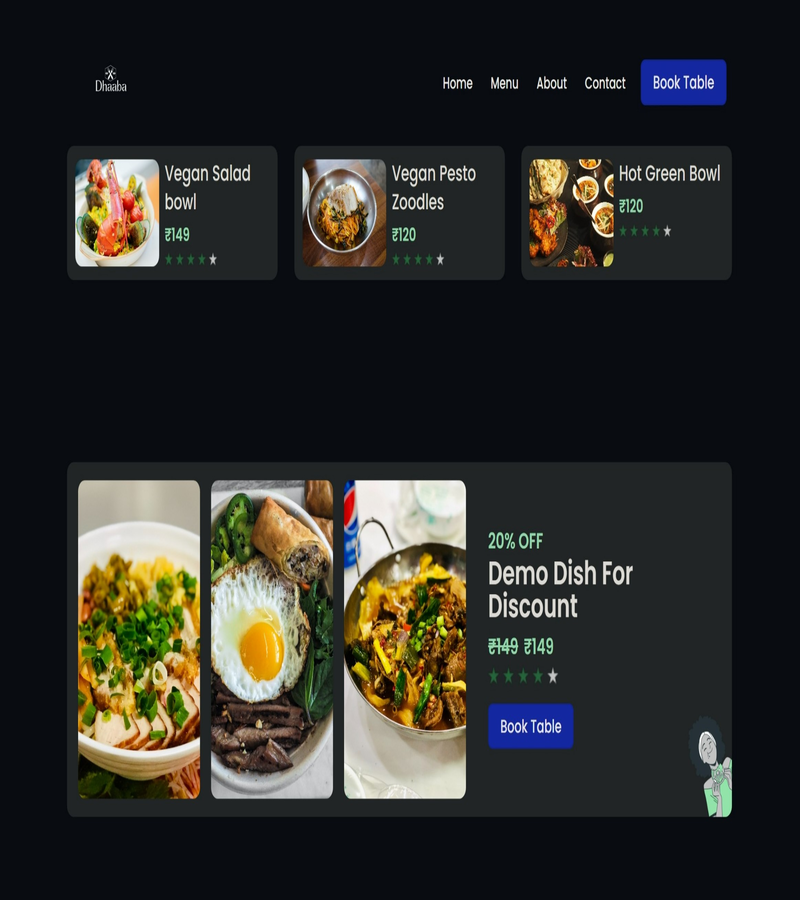 Dhaaba
Home Menu About Contact Book Table
Vegan Salad
bowl
₹149
Vegan Pesto
Zoodles
₹120
Hot Green Bowl
₹120
20% OFF
Demo Dish For
Discount
₹149 ₹149
Book Table